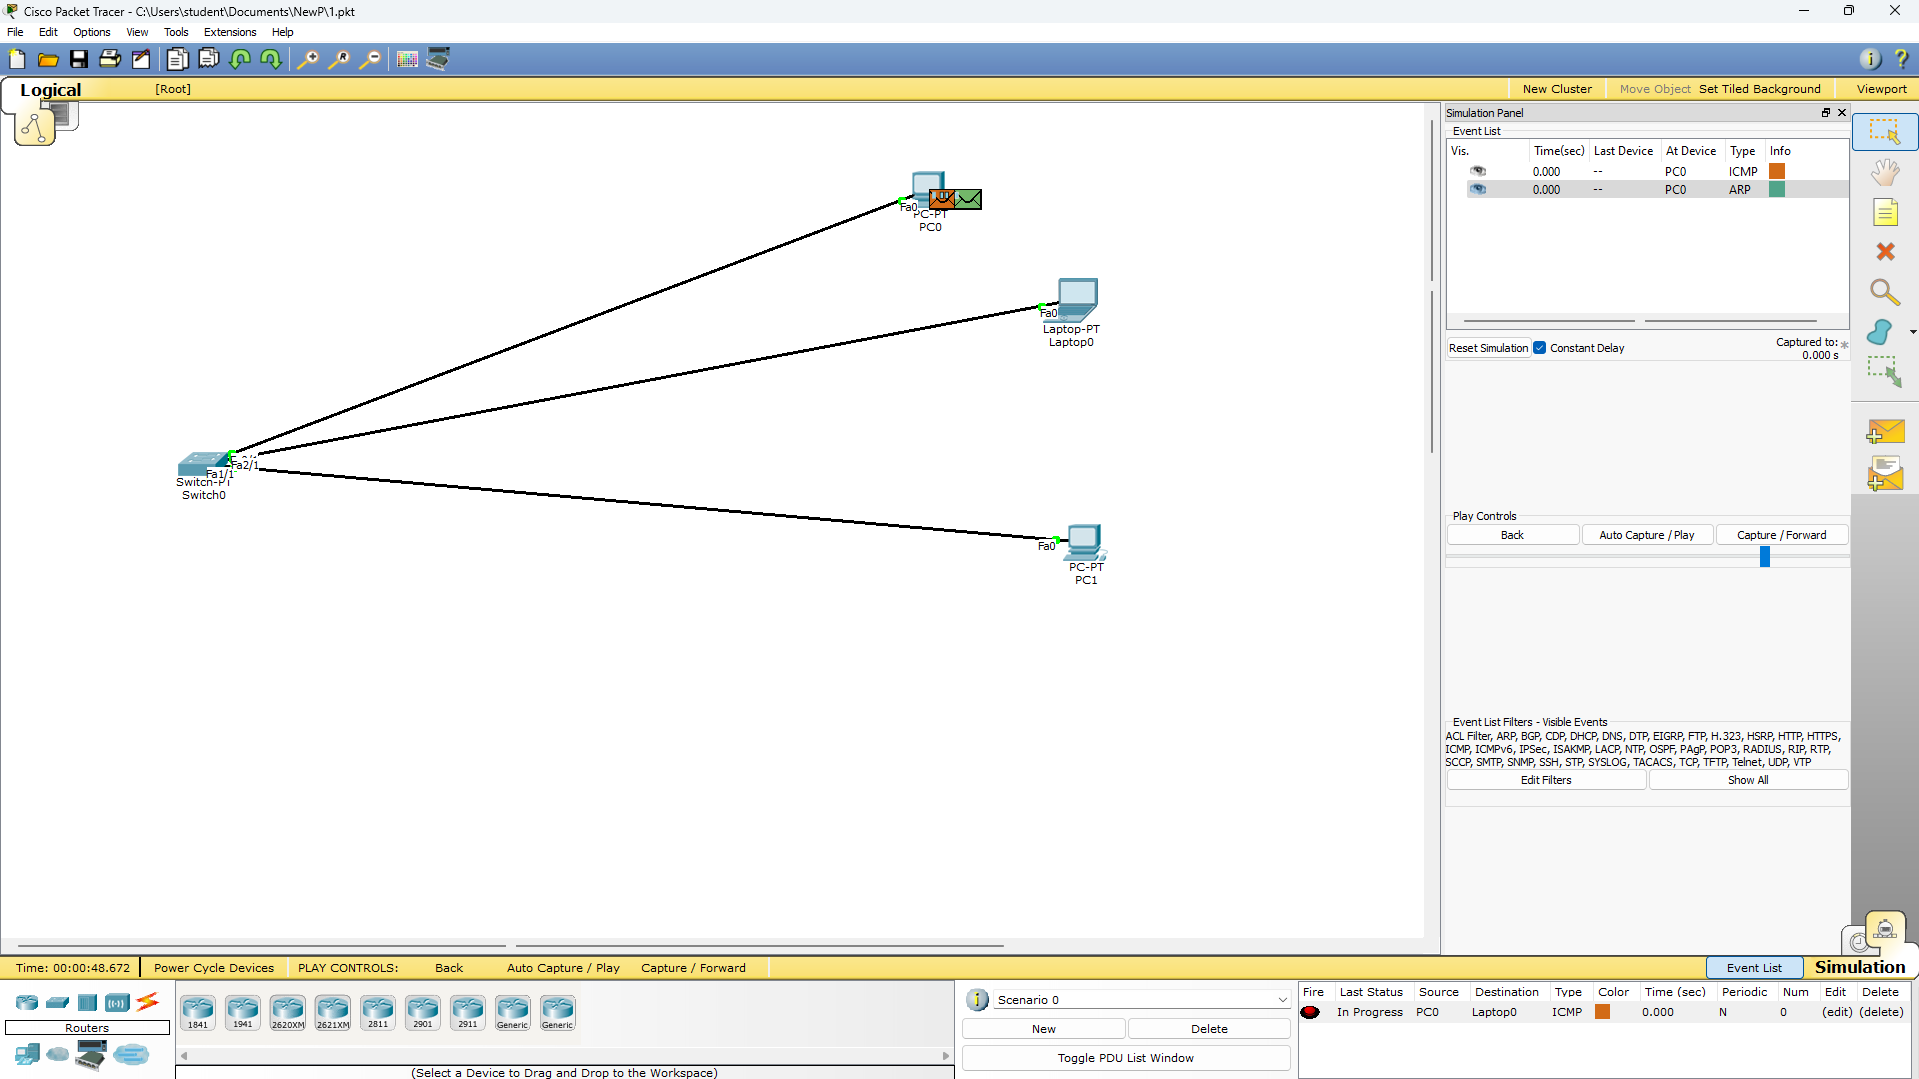 Cisco Packet Tracer - C:\Users\student\Documents\NewP\1.pkt
File Edit Options View Tools Extensions Help
Logical [Root] New Cluster Move Object Set Tiled Background Viewport
Simulation Panel
Event List
Vis. Time(sec) Last Device At Device Type Info
0.000 -- PC0 ICMP
0.000 -- PC0 ARP
Reset Simulation Constant Delay Captured to: *
0.000 s
Fa0
PC-PT
PC0
Fa0
Laptop-PT
Laptop0
Fa2/1
Fa1/1
Switch-PT
Switch0
Fa0
PC-PT
PC1
Play Controls
Back Auto Capture / Play Capture / Forward
Event List Filters - Visible Events
ACL Filter, ARP, BGP, CDP, DHCP, DNS, DTP, EIGRP, FTP, H.323, HSRP, HTTP, HTTPS,
ICMP, ICMPv6, IPSec, ISAKMP, LACP, NTP, OSPF, PAgP, POP3, RADIUS, RIP, RTP,
SCCP, SMTP, SNMP, SSH, STP, SYSLOG, TACACS, TCP, TFTP, Telnet, UDP, VTP
Edit Filters Show All
Time: 00:00:48.672 Power Cycle Devices PLAY CONTROLS: Back Auto Capture / Play Capture / Forward Event List Simulation
Routers
1841 1941 2620XM 2621XM 2811 2901 2911 Generic Generic
(Select a Device to Drag and Drop to the Workspace)
Scenario 0
New Delete
Toggle PDU List Window
Fire Last Status Source Destination Type Color Time (sec) Periodic Num Edit Delete
In Progress PC0 Laptop0 ICMP 0.000 N 0 (edit) (delete)